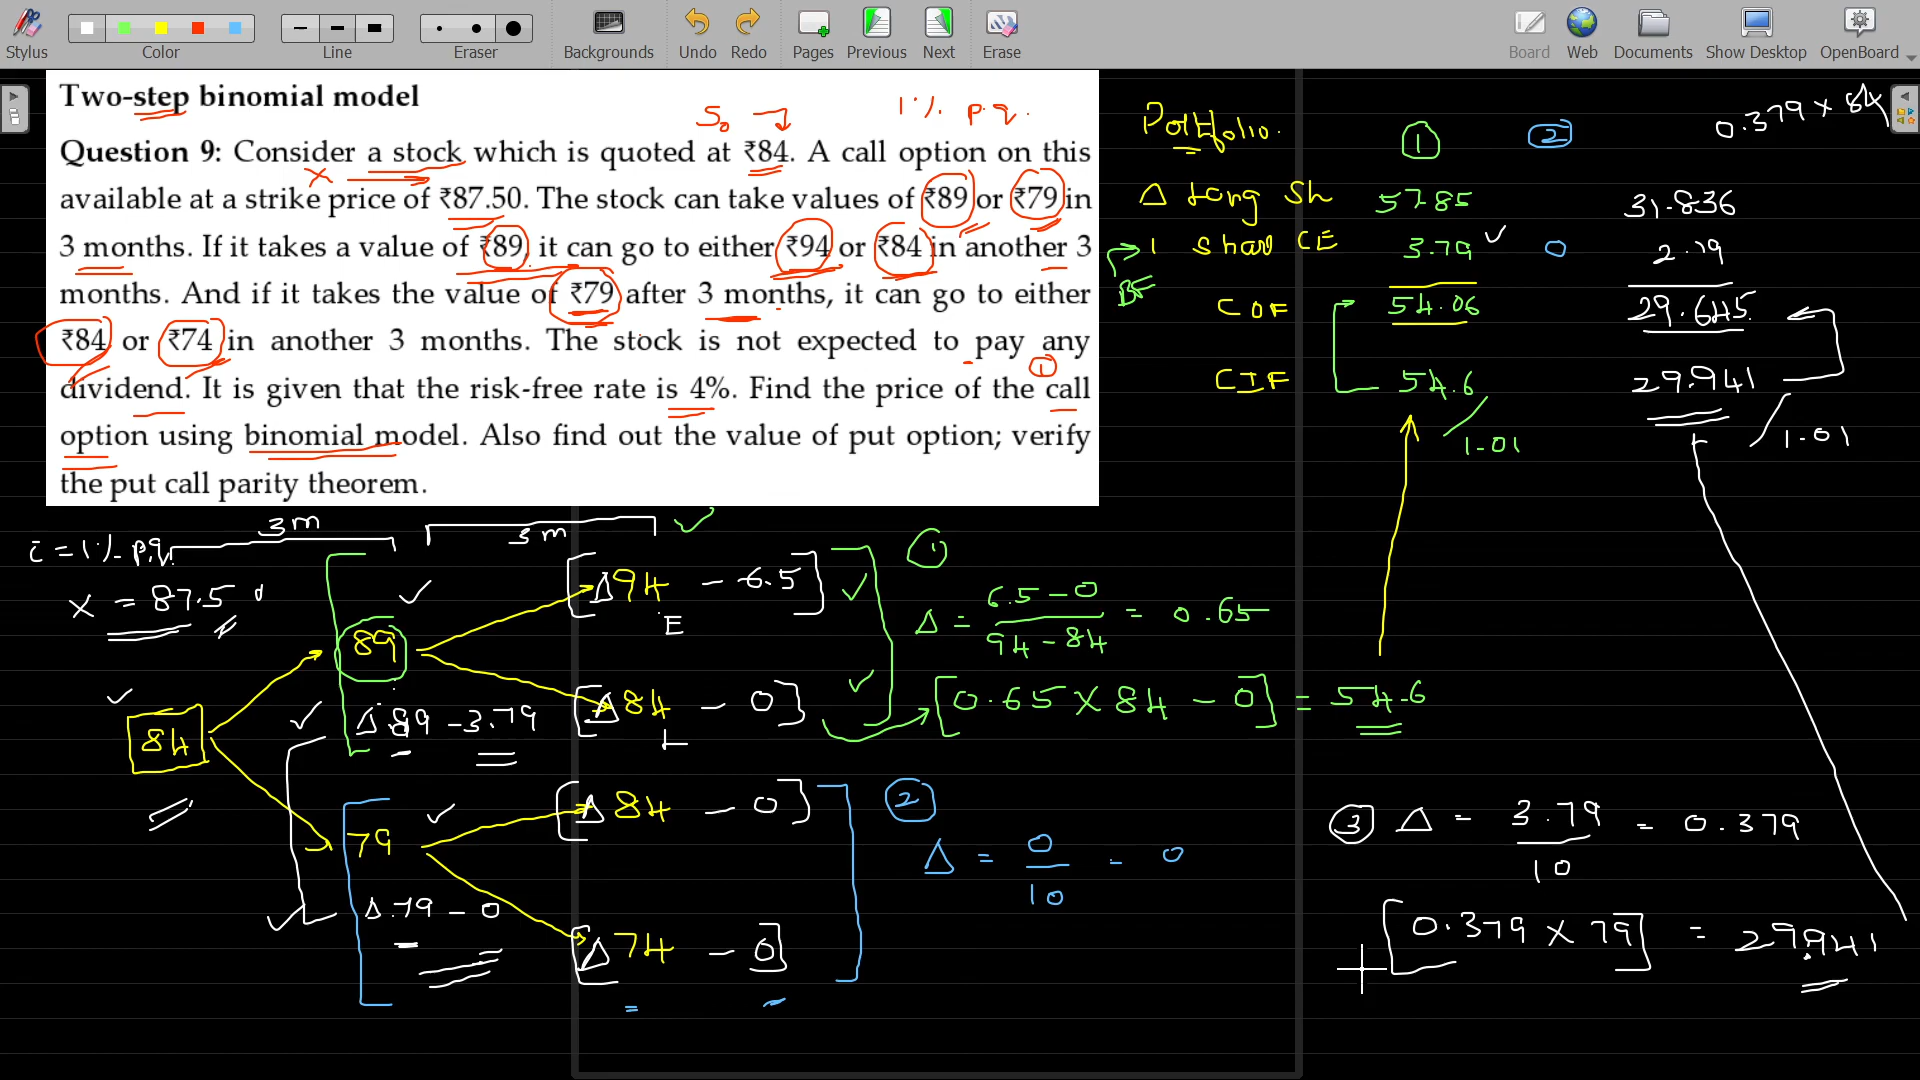 Stylus Color Line Eraser Backgrounds Undo Redo Pages Previous Next Erase Board Web Documents Show Desktop OpenBoard
Two-step binomial model
S₀ 1% p.q.
Question 9: Consider a stock which is quoted at ₹84. A call option on this
x
available at a strike price of ₹87.50. The stock can take values of ₹89 or ₹79 in
3 months. If it takes a value of ₹89, it can go to either ₹94 or ₹84 in another 3
months. And if it takes the value of ₹79 after 3 months, it can go to either
₹84 or ₹74 in another 3 months. The stock is not expected to pay any
1
dividend. It is given that the risk-free rate is 4%. Find the price of the call
option using binomial model. Also find out the value of put option; verify
the put call parity theorem.
Portfolio. 1 2 0.379 × 84
Δ long Sh 57.85 31.836
1 short CE 3.79 0 2.19
BF
COF 54.06 29.645
CIF 54.6 29.941
/1.01 /1.01
i = 1% p.q. 3m 3m
x = 87.5
[Δ94 - 6.5]
E
89
Δ.89 - 3.79
[Δ84 - 0]
L
84
[Δ84 - 0]
79
Δ.79 - 0
[Δ74 - 0]
1
Δ = 6.5 - 0 / 94 - 84 = 0.65
[0.65 × 84 - 0] = 54.6
2
Δ = 0 / 10 = 0
3 Δ = 3.79 / 10 = 0.379
[0.379 × 79] = 29.941